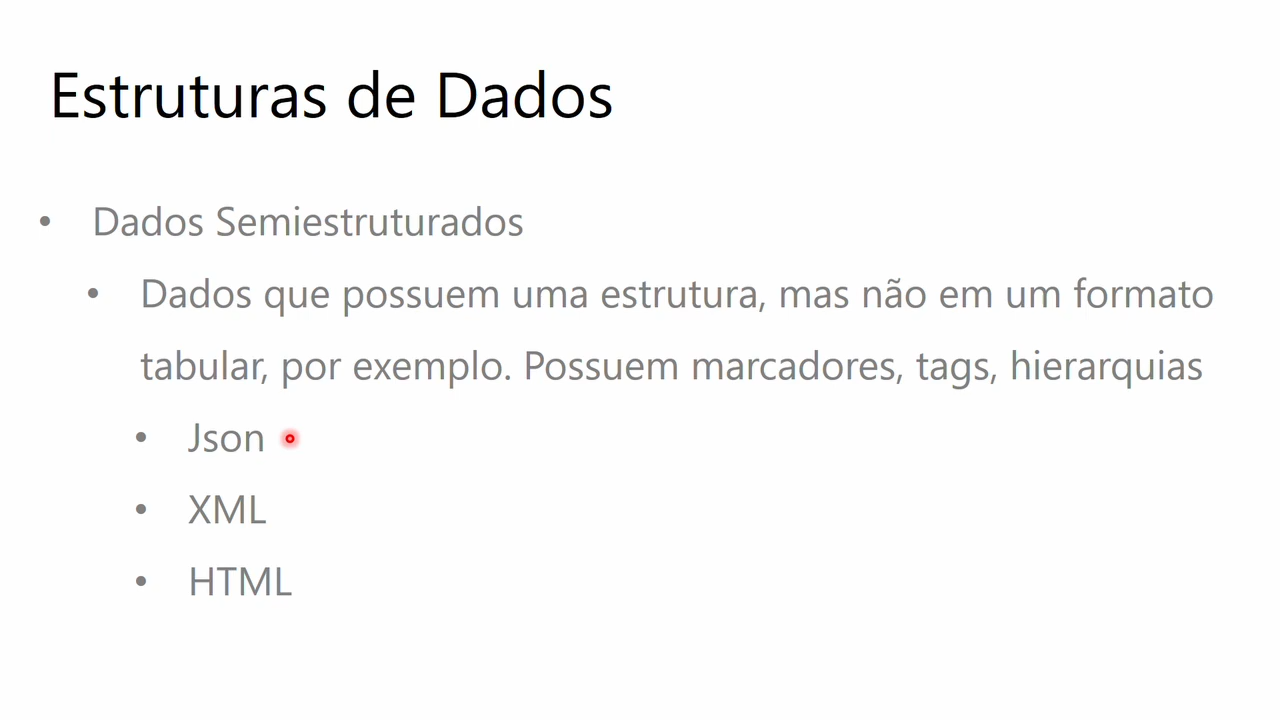 Estruturas de Dados
• Dados Semiestruturados
• Dados que possuem uma estrutura, mas não em um formato
tabular, por exemplo. Possuem marcadores, tags, hierarquias
• Json
• XML
• HTML